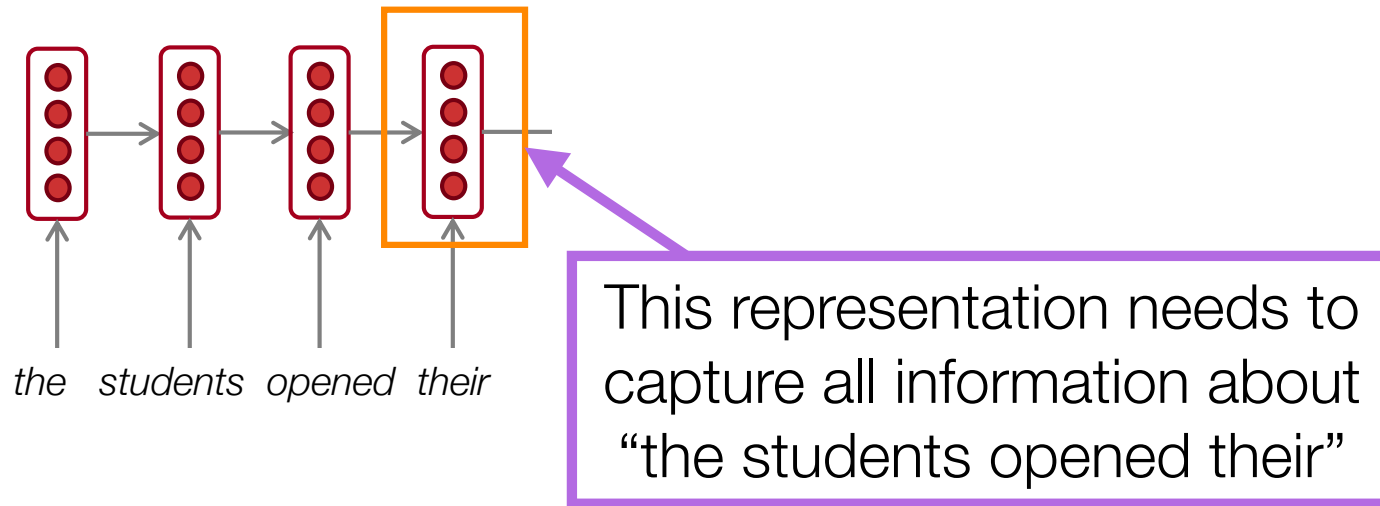 the students opened their
This representation needs to
capture all information about
“the students opened their”